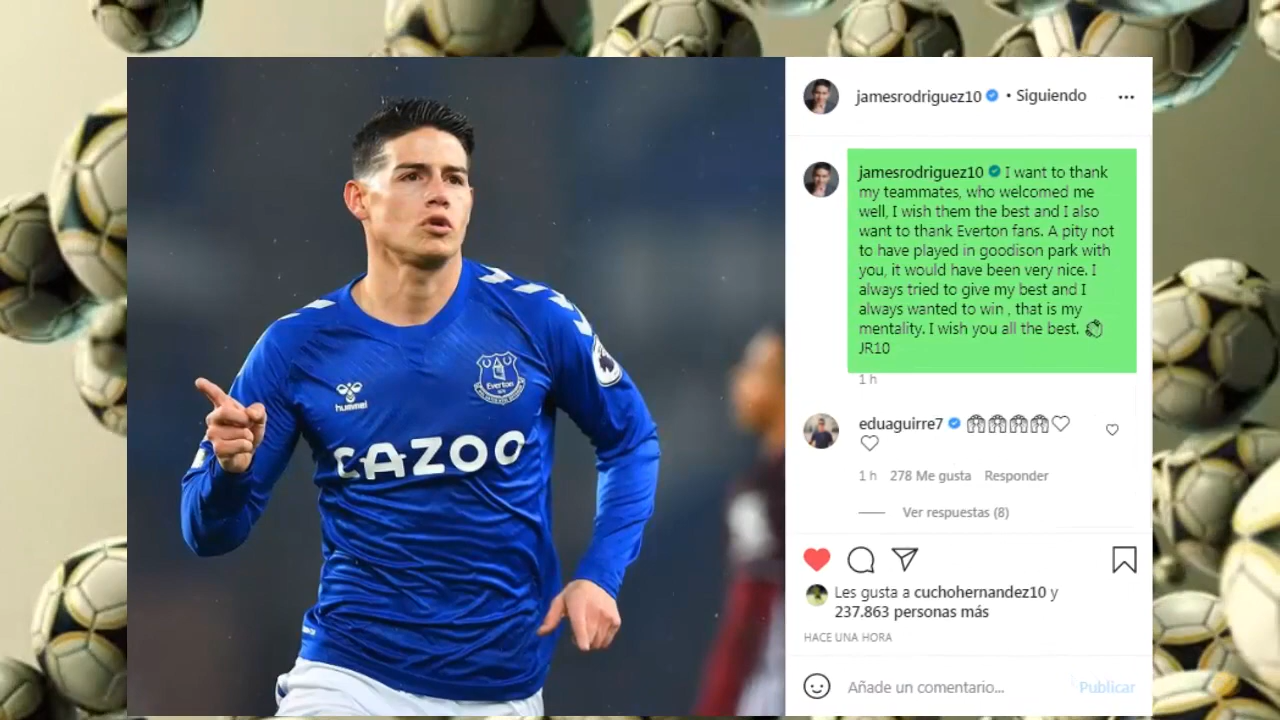 jamesrodriguez10 • Siguiendo
jamesrodriguez10 I want to thank
my teammates, who welcomed me
well, I wish them the best and I also
want to thank Everton fans. A pity not
to have played in goodison park with
you, it would have been very nice. I
always tried to give my best and I
always wanted to win , that is my
mentality. I wish you all the best.
JR10
1 h
eduaguirre7
1 h 278 Me gusta Responder
Ver respuestas (8)
Les gusta a cuchohernandez10 y
237.863 personas más
HACE UNA HORA
Añade un comentario... Publicar
hummel
Everton
CAZOO